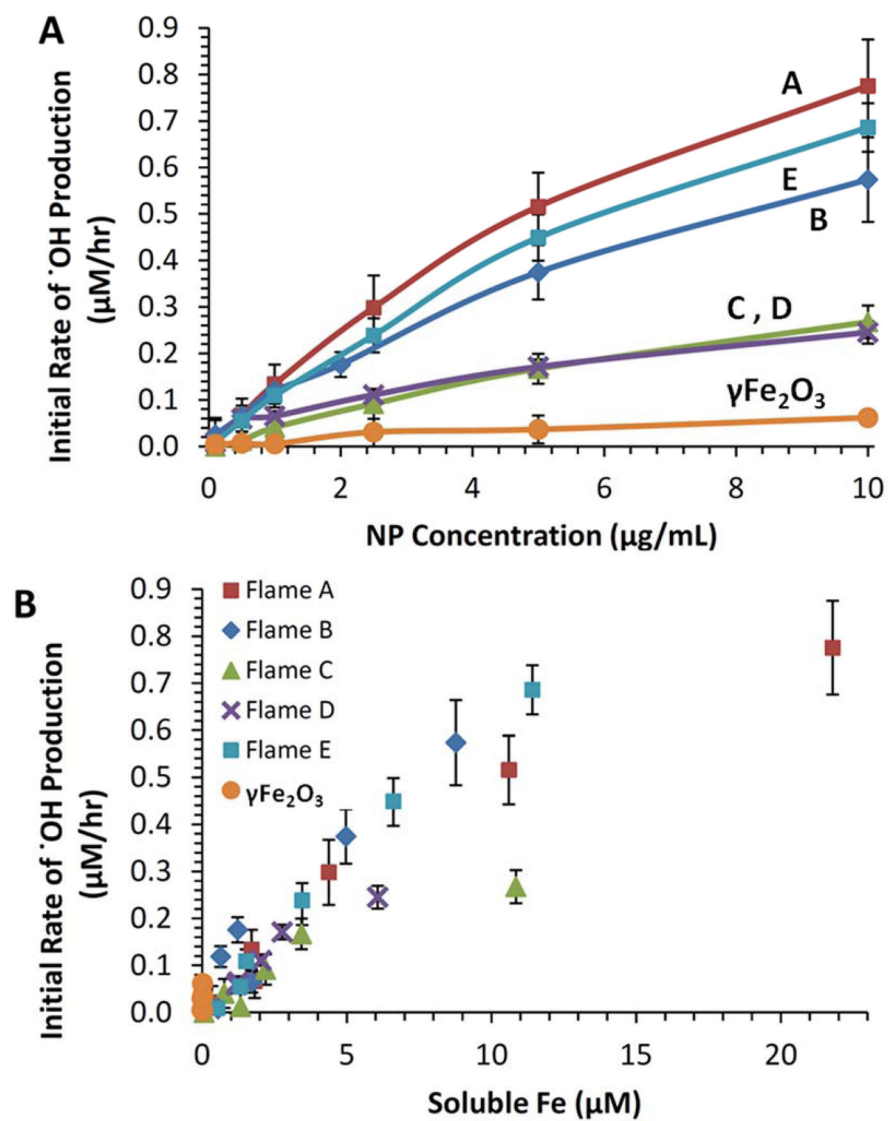 A
Initial Rate of ˙OH Production
(µM/hr)
0.9
0.8
0.7
0.6
0.5
0.4
0.3
0.2
0.1
0.0
A
E
B
C , D
γFe₂O₃
0 2 4 6 8 10
NP Concentration (µg/mL)
B
Initial Rate of ˙OH Production
(µM/hr)
0.9
0.8
0.7
0.6
0.5
0.4
0.3
0.2
0.1
0.0
Flame A
Flame B
Flame C
Flame D
Flame E
γFe₂O₃
0 5 10 15 20
Soluble Fe (µM)